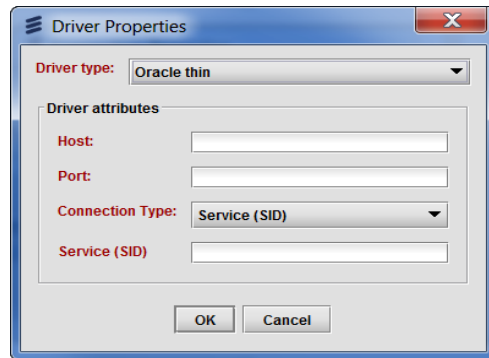 Driver Properties
Driver type: Oracle thin
Driver attributes
Host:
Port:
Connection Type: Service (SID)
Service (SID)
OK Cancel